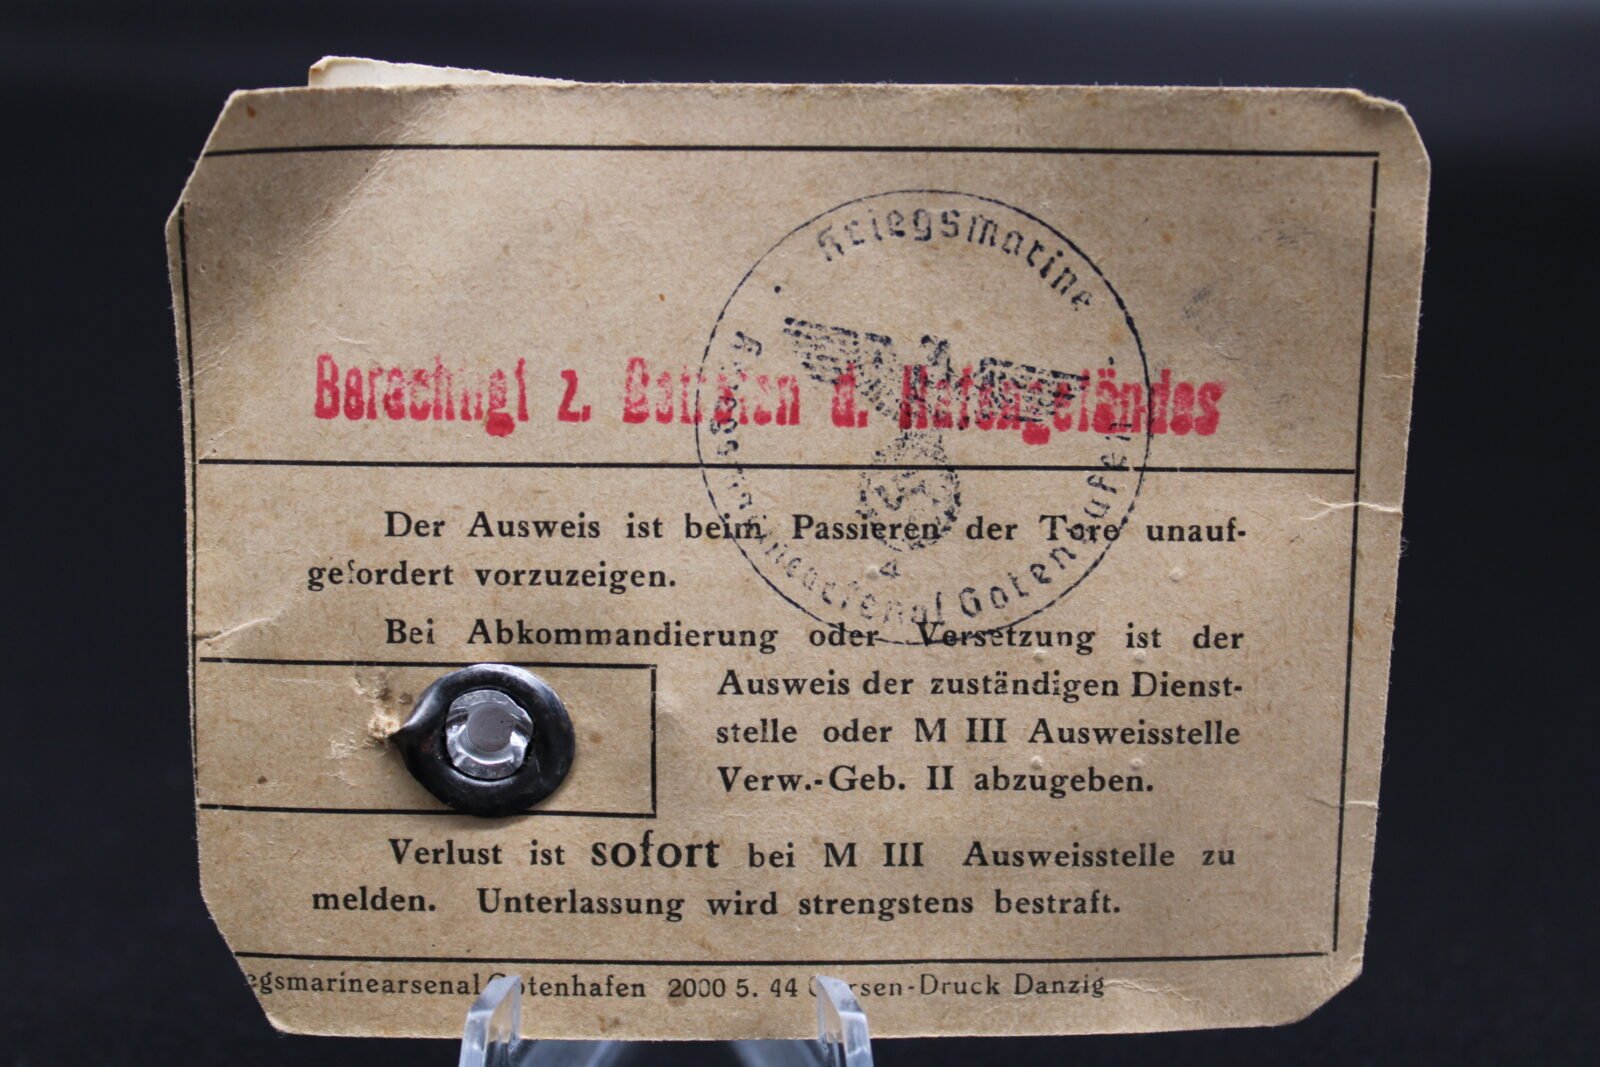 Kriegsmarine
Berechtigt z. Betreten d. Hafengeländes
Marinearsenal Gotenhafen
Der Ausweis ist beim Passieren der Tore unauf-
gefordert vorzuzeigen.
Bei Abkommandierung oder Versetzung ist der
Ausweis der zuständigen Dienst-
stelle oder M III Ausweisstelle
Verw.-Geb. II abzugeben.
Verlust ist sofort bei M III Ausweisstelle zu
melden. Unterlassung wird strengstens bestraft.
egsmarinearsenal Gotenhafen 2000 5. 44 -Druck Danzig